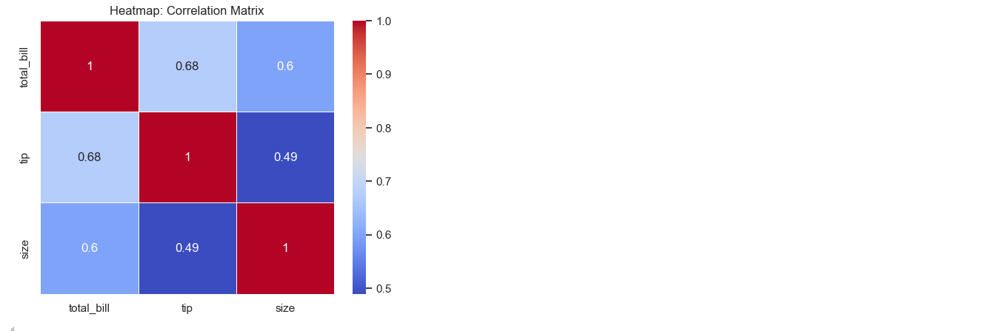 Heatmap: Correlation Matrix
total_bill 1 0.68 0.6
tip 0.68 1 0.49
size 0.6 0.49 1
total_bill tip size
1.0
0.9
0.8
0.7
0.6
0.5